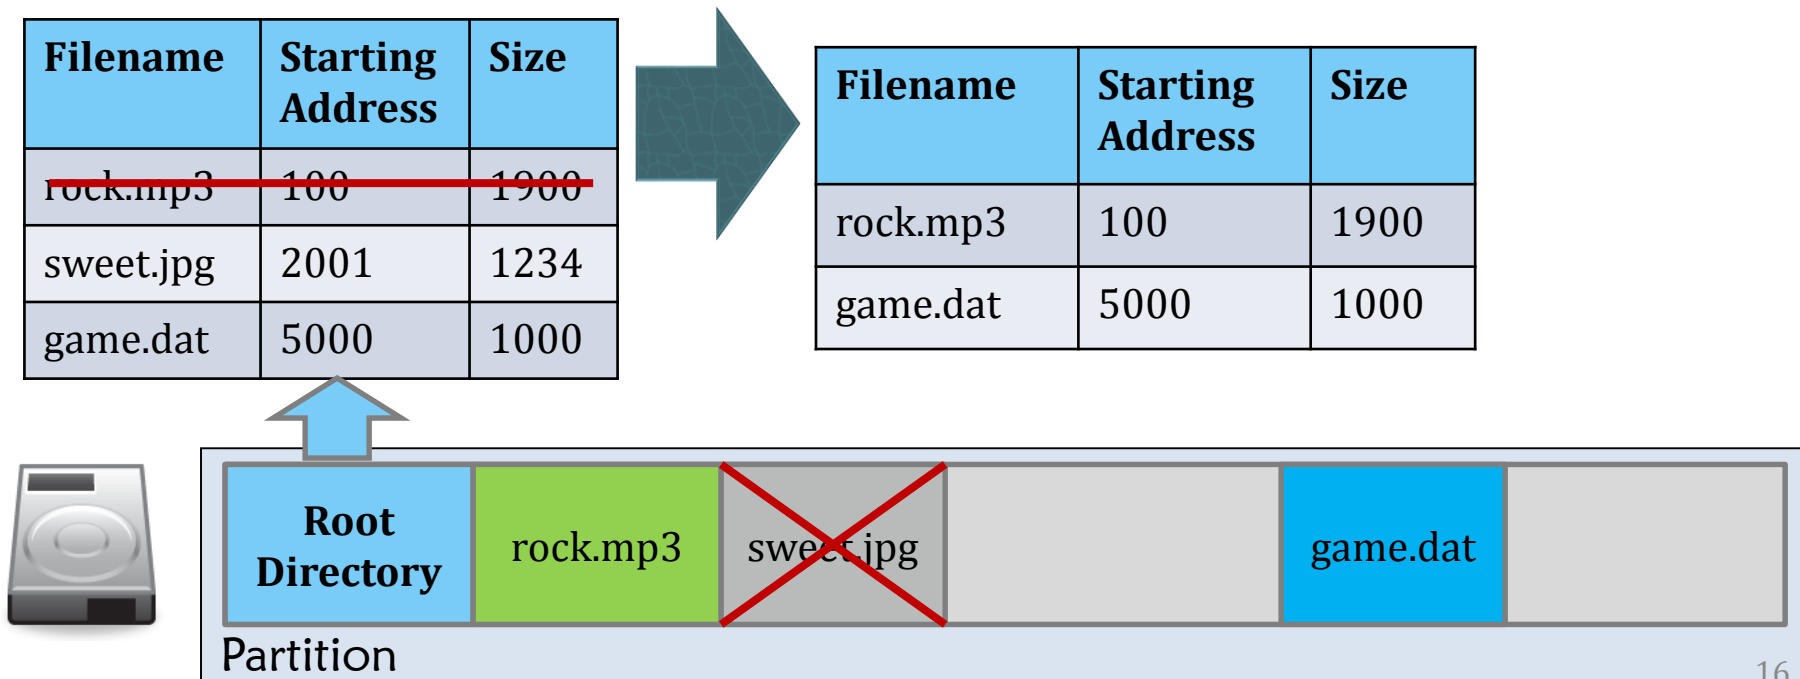 Filename Starting Address Size
rock.mp3 100 1900
sweet.jpg 2001 1234
game.dat 5000 1000
Filename Starting Address Size
rock.mp3 100 1900
game.dat 5000 1000
Root
Directory
rock.mp3
sweet.jpg
game.dat
Partition
16